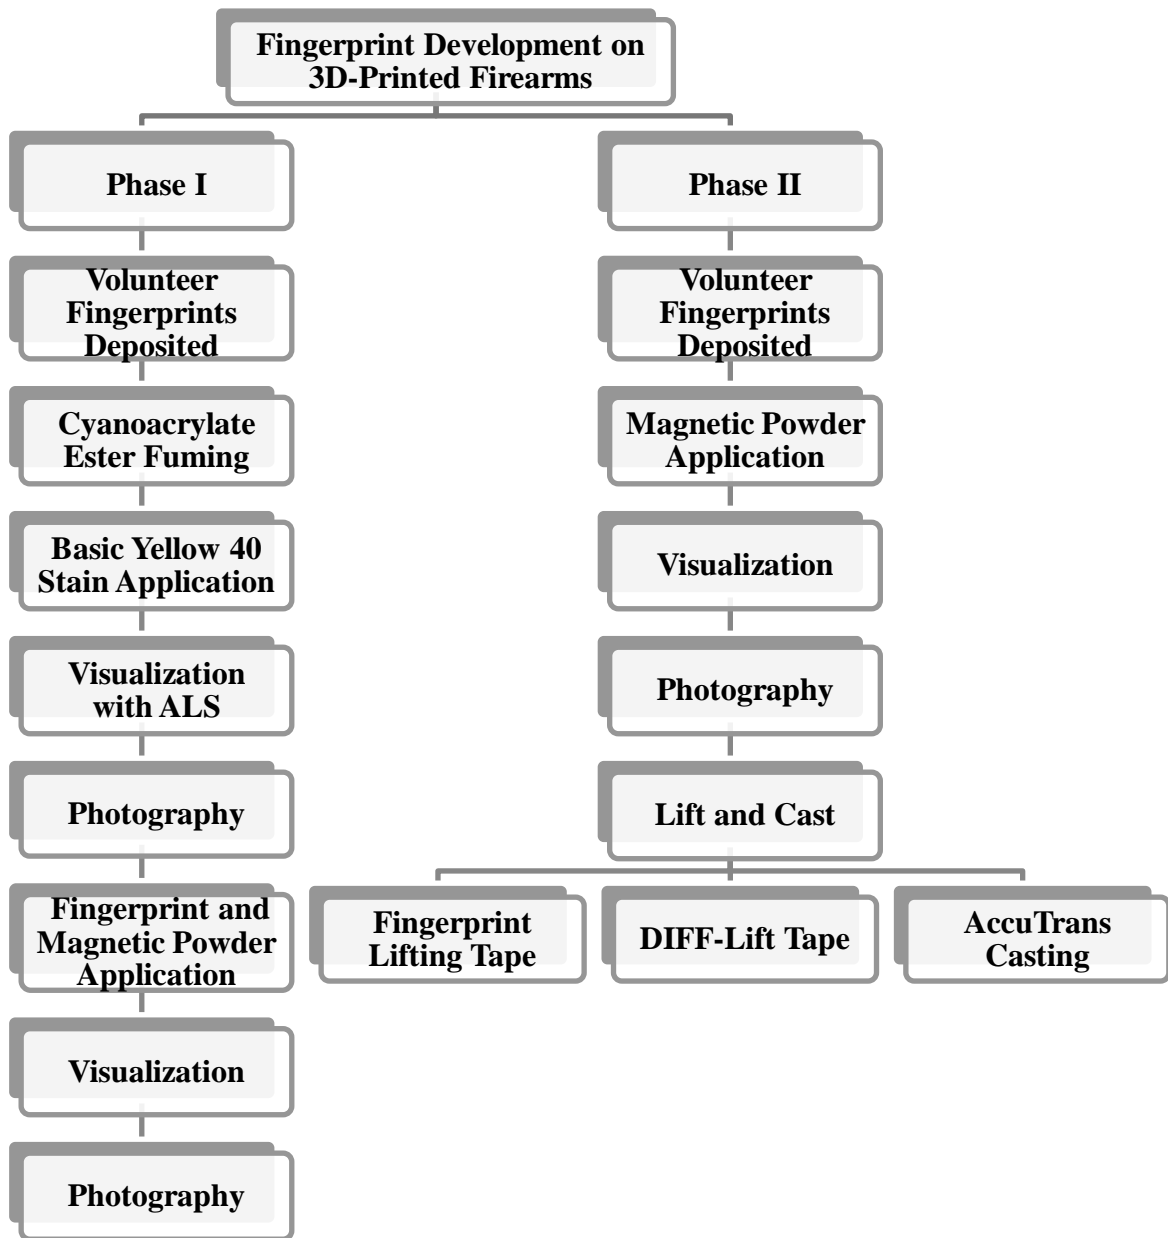 Fingerprint Development on
3D-Printed Firearms
Phase I
Volunteer
Fingerprints
Deposited
Cyanoacrylate
Ester Fuming
Basic Yellow 40
Stain Application
Visualization
with ALS
Photography
Fingerprint and
Magnetic Powder
Application
Visualization
Photography
Phase II
Volunteer
Fingerprints
Deposited
Magnetic Powder
Application
Visualization
Photography
Lift and Cast
Fingerprint
Lifting Tape
DIFF-Lift Tape
AccuTrans
Casting